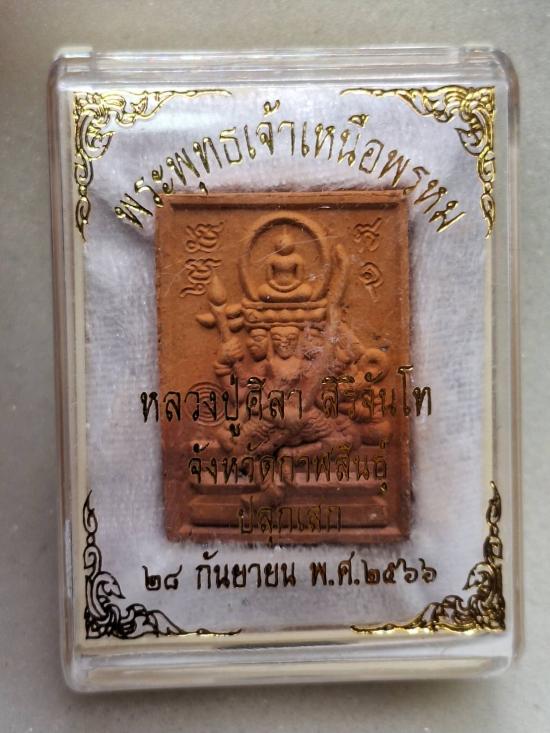 พระพุทธเจ้าเหนือพรหม
หลวงปู่ศิลา สิริจันโท
จังหวัดกาฬสินธุ์
ปลุกเสก
๒๘ กันยายน พ.ศ.๒๕๖๖